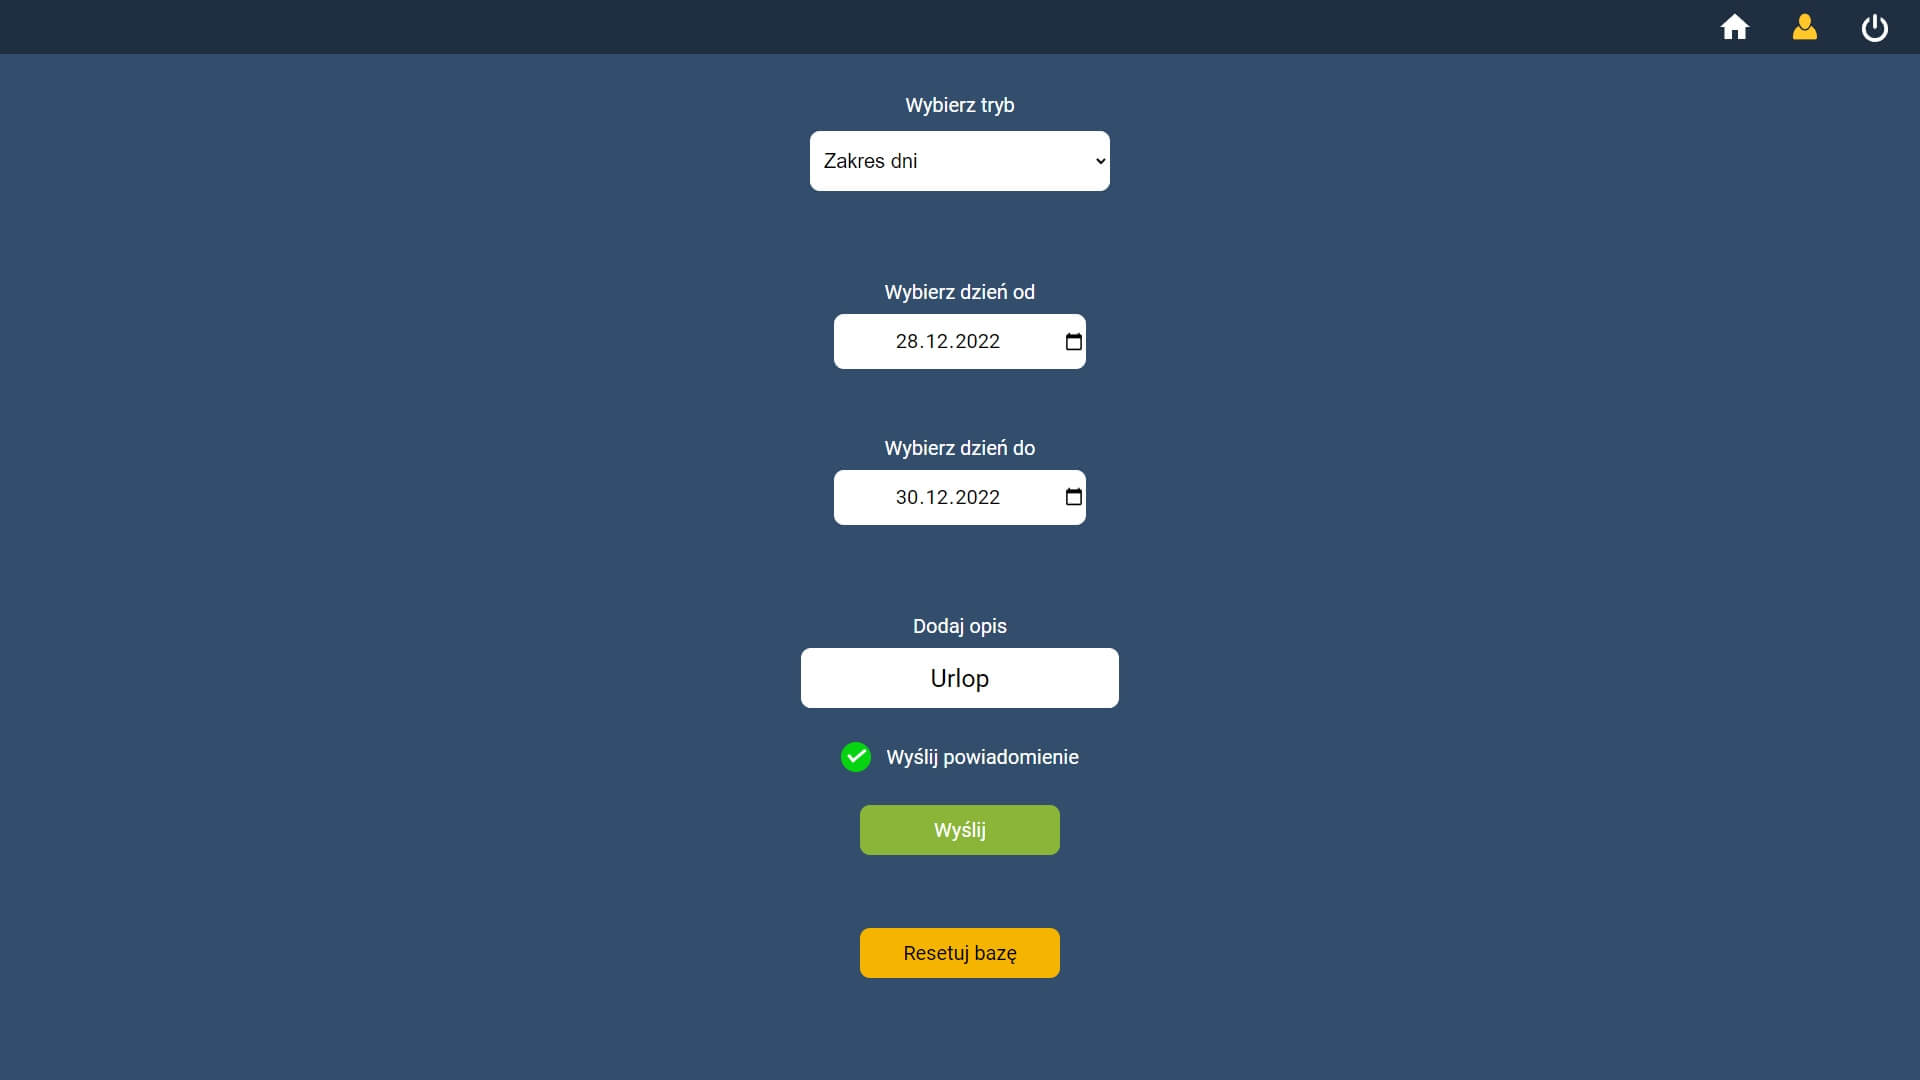 Wybierz tryb
Zakres dni
Wybierz dzień od
28.12.2022
Wybierz dzień do
30.12.2022
Dodaj opis
Urlop
Wyślij powiadomienie
Wyślij
Resetuj bazę